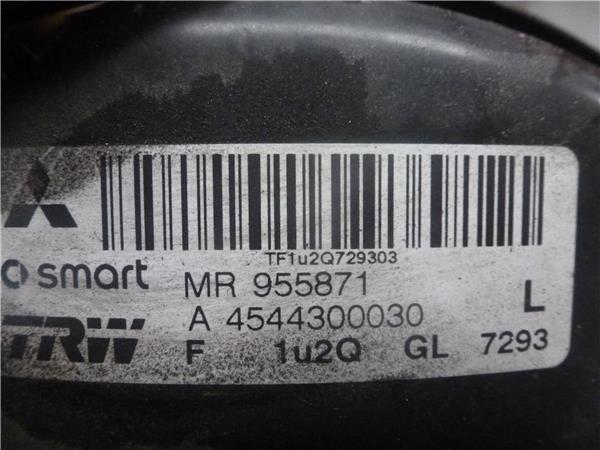 TF1u2Q729303
smart MR 955871
L
TRW A 4544300030
F 1u2Q GL 7293